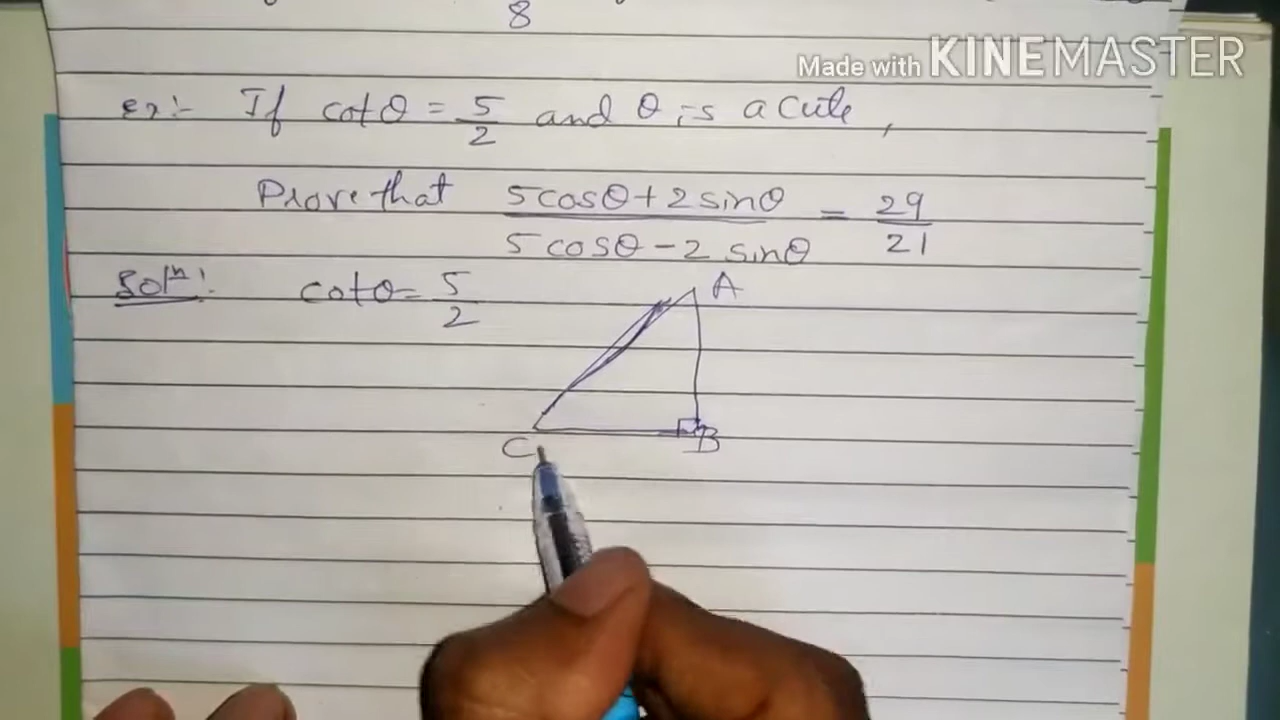 8
Made with KINEMASTER
Ex:- If cotθ = 5/2 and θ is acute,
Prove that (5cosθ+2sinθ)/(5cosθ-2sinθ) = 29/21
Solⁿ: cotθ=5/2
A
C B